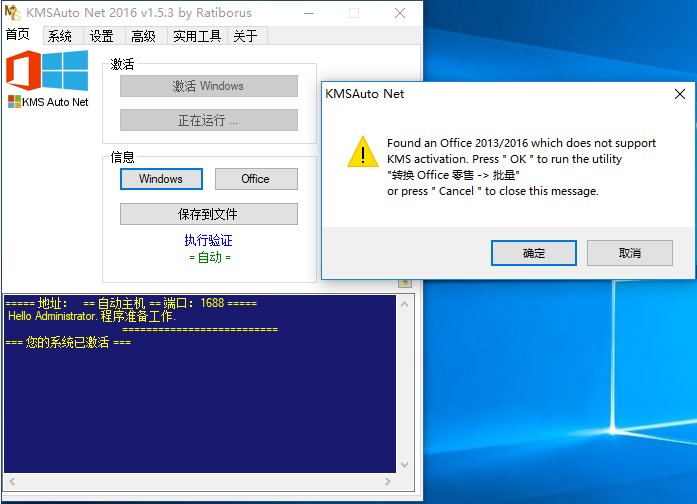 KMSAuto Net 2016 v1.5.3 by Ratiborus
首页 系统 设置 高级 实用工具 关于
KMS Auto Net
激活
激活 Windows
正在运行 ...
信息
Windows Office
保存到文件
执行验证
= 自动 =
KMSAuto Net
Found an Office 2013/2016 which does not support
KMS activation. Press " OK " to run the utility
"转换 Office 零售 -> 批量"
or press " Cancel " to close this message.
确定 取消
===== 地址： == 自动主机 == 端口：1688 =====
Hello Administrator. 程序准备工作.
==========================
=== 您的系统已激活 ===